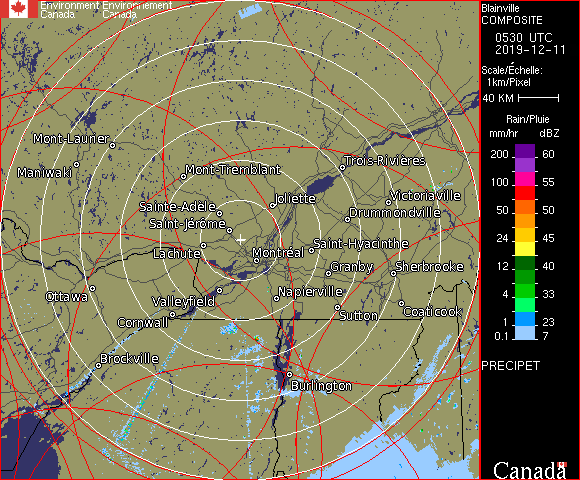 Environment Environnement
Canada Canada
Blainville
COMPOSITE
0530 UTC
2019-12-11
Scale/Échelle:
1km/Pixel
40 KM
Rain/Pluie
mm/hr dBZ
200 60
100 55
50 50
24 45
12 40
4 33
1 23
0.1 7
PRECIPET
Canada
Mont-Laurier
Maniwaki
Mont-Tremblant
Trois-Rivières
Joliette
Victoriaville
Sainte-Adèle
Drummondville
Saint-Jérôme
Saint-Hyacinthe
Lachute
Montréal
Granby
Sherbrooke
Ottawa
Valleyfield
Napierville
Cornwall
Sutton
Coaticook
Brockville
Burlington